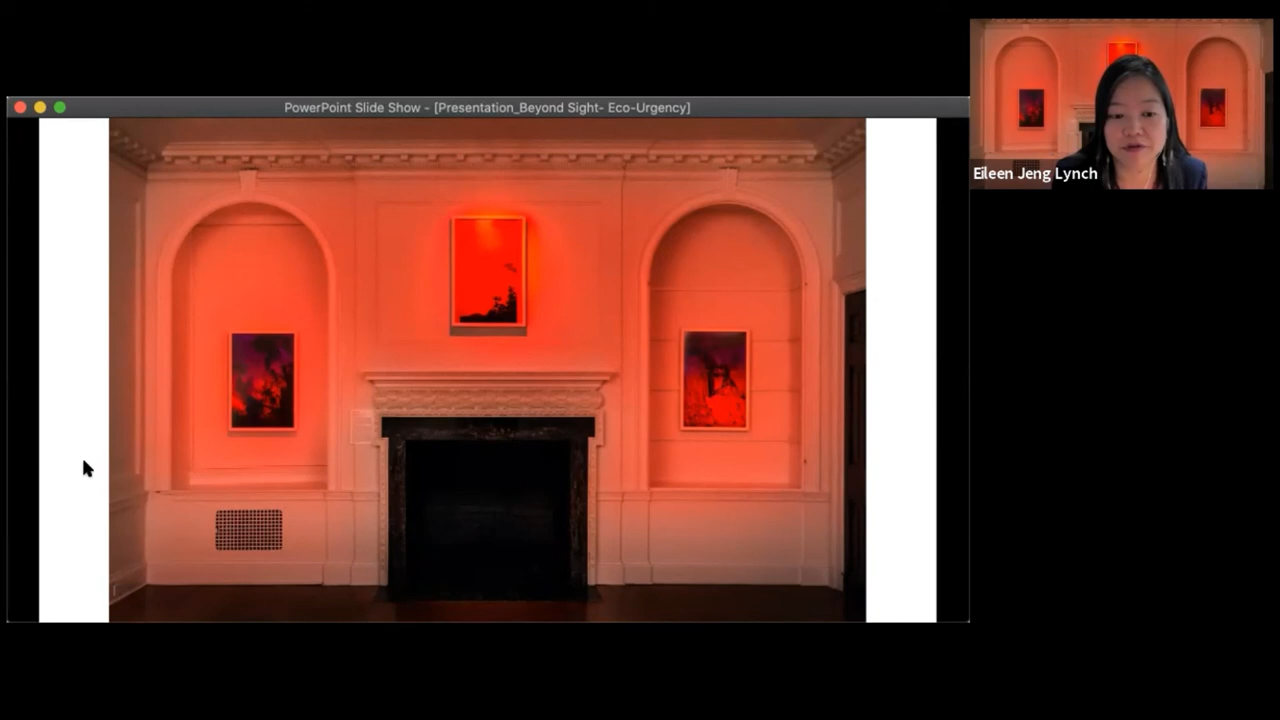 PowerPoint Slide Show - [Presentation_Beyond Sight- Eco-Urgency]
Eileen Jeng Lynch